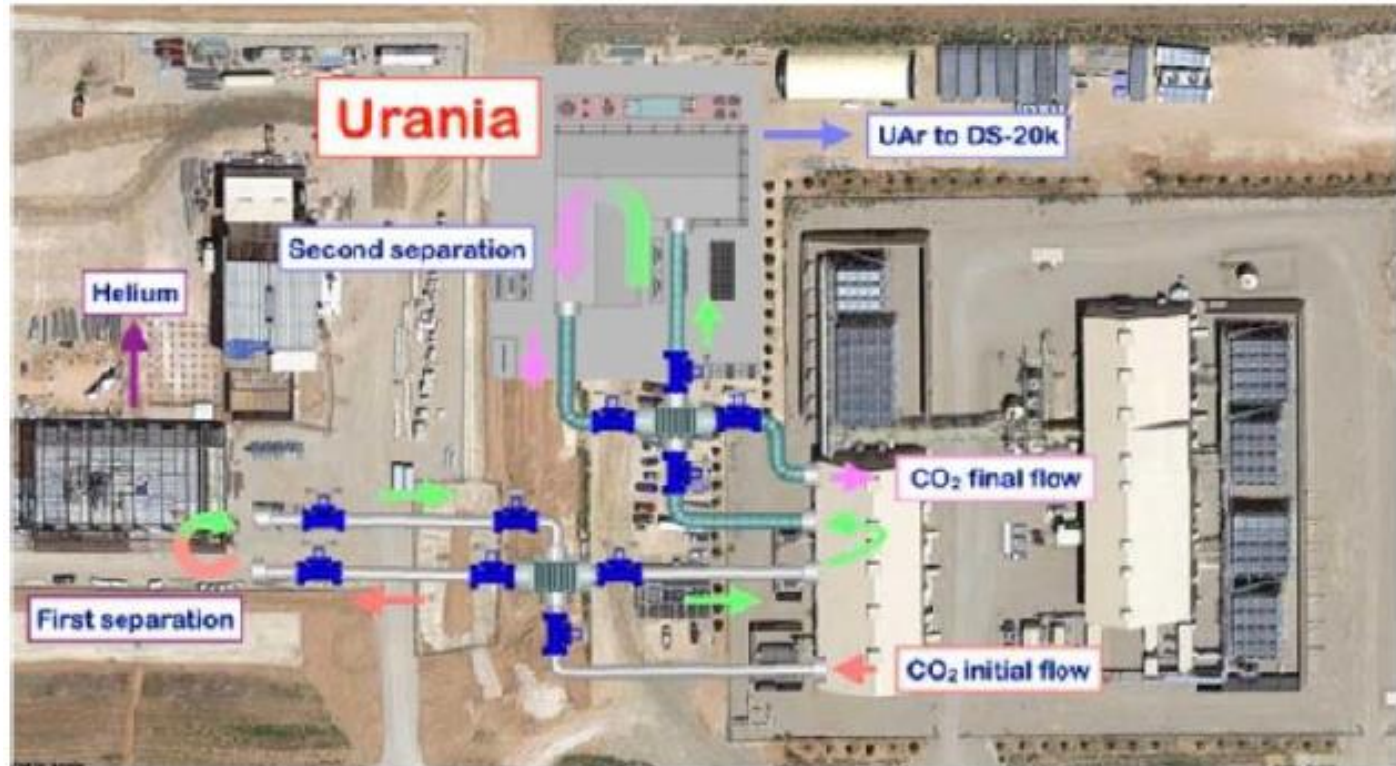 Urania
UAr to DS-20k
Second separation
Helium
CO₂ final flow
First separation
CO₂ initial flow